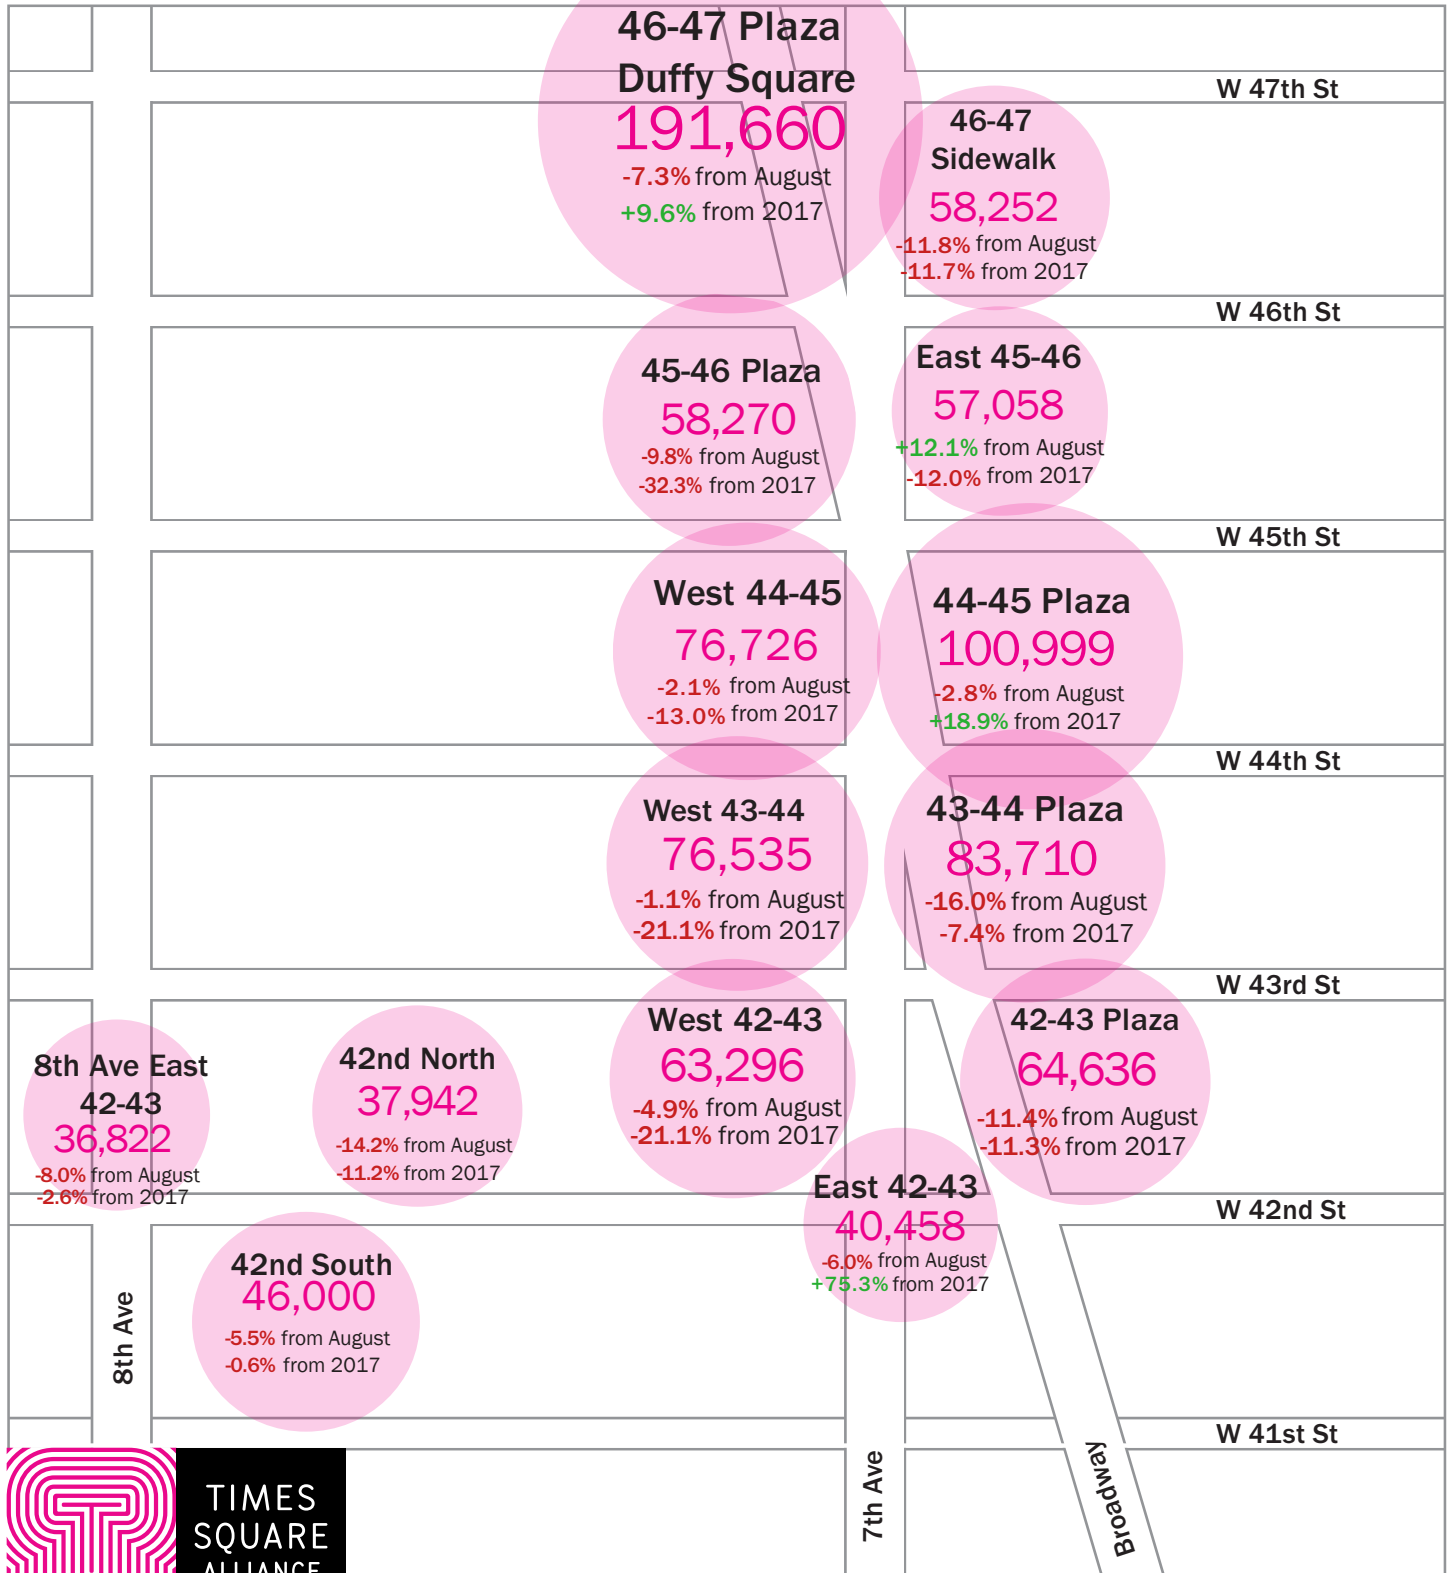 46-47 Plaza
Duffy Square
191,660
-7.3% from August
+9.6% from 2017
W 47th St
46-47
Sidewalk
58,252
-11.8% from August
-11.7% from 2017
W 46th St
45-46 Plaza
58,270
-9.8% from August
-32.3% from 2017
East 45-46
57,058
+12.1% from August
-12.0% from 2017
W 45th St
West 44-45
76,726
-2.1% from August
-13.0% from 2017
44-45 Plaza
100,999
-2.8% from August
+18.9% from 2017
W 44th St
West 43-44
76,535
-1.1% from August
-21.1% from 2017
43-44 Plaza
83,710
-16.0% from August
-7.4% from 2017
W 43rd St
8th Ave East
42-43
36,822
-8.0% from August
-2.6% from 2017
42nd North
37,942
-14.2% from August
-11.2% from 2017
West 42-43
63,296
-4.9% from August
-21.1% from 2017
42-43 Plaza
64,636
-11.4% from August
-11.3% from 2017
East 42-43
40,458
-6.0% from August
+75.3% from 2017
W 42nd St
42nd South
46,000
-5.5% from August
-0.6% from 2017
8th Ave
W 41st St
7th Ave
Broadway
TIMES
SQUARE
ALLIANCE